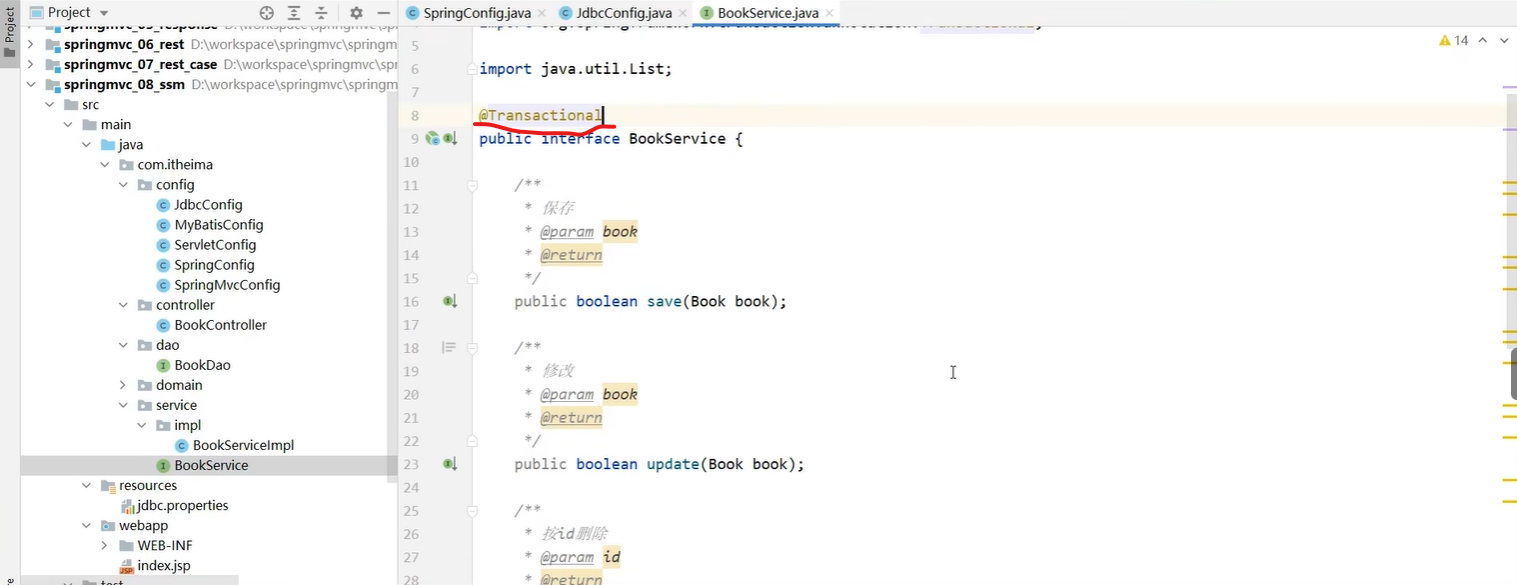 Project
Project
SpringConfig.java
JdbcConfig.java
BookService.java
springmvc_06_rest D:\workspace\springmvc\springm
springmvc_07_rest_case D:\workspace\springmvc\spr
springmvc_08_ssm D:\workspace\springmvc\springm
src
main
java
com.itheima
config
JdbcConfig
MyBatisConfig
ServletConfig
SpringConfig
SpringMvcConfig
controller
BookController
dao
BookDao
domain
service
impl
BookServiceImpl
BookService
resources
jdbc.properties
webapp
WEB-INF
index.jsp
test
14
5
6 import java.util.List;
7
8 @Transactional
9 public interface BookService {
10
11 /**
12 * 保存
13 * @param book
14 * @return
15 */
16 public boolean save(Book book);
17
18 /**
19 * 修改
20 * @param book
21 * @return
22 */
23 public boolean update(Book book);
24
25 /**
26 * 按id删除
27 * @param id
28 * @return